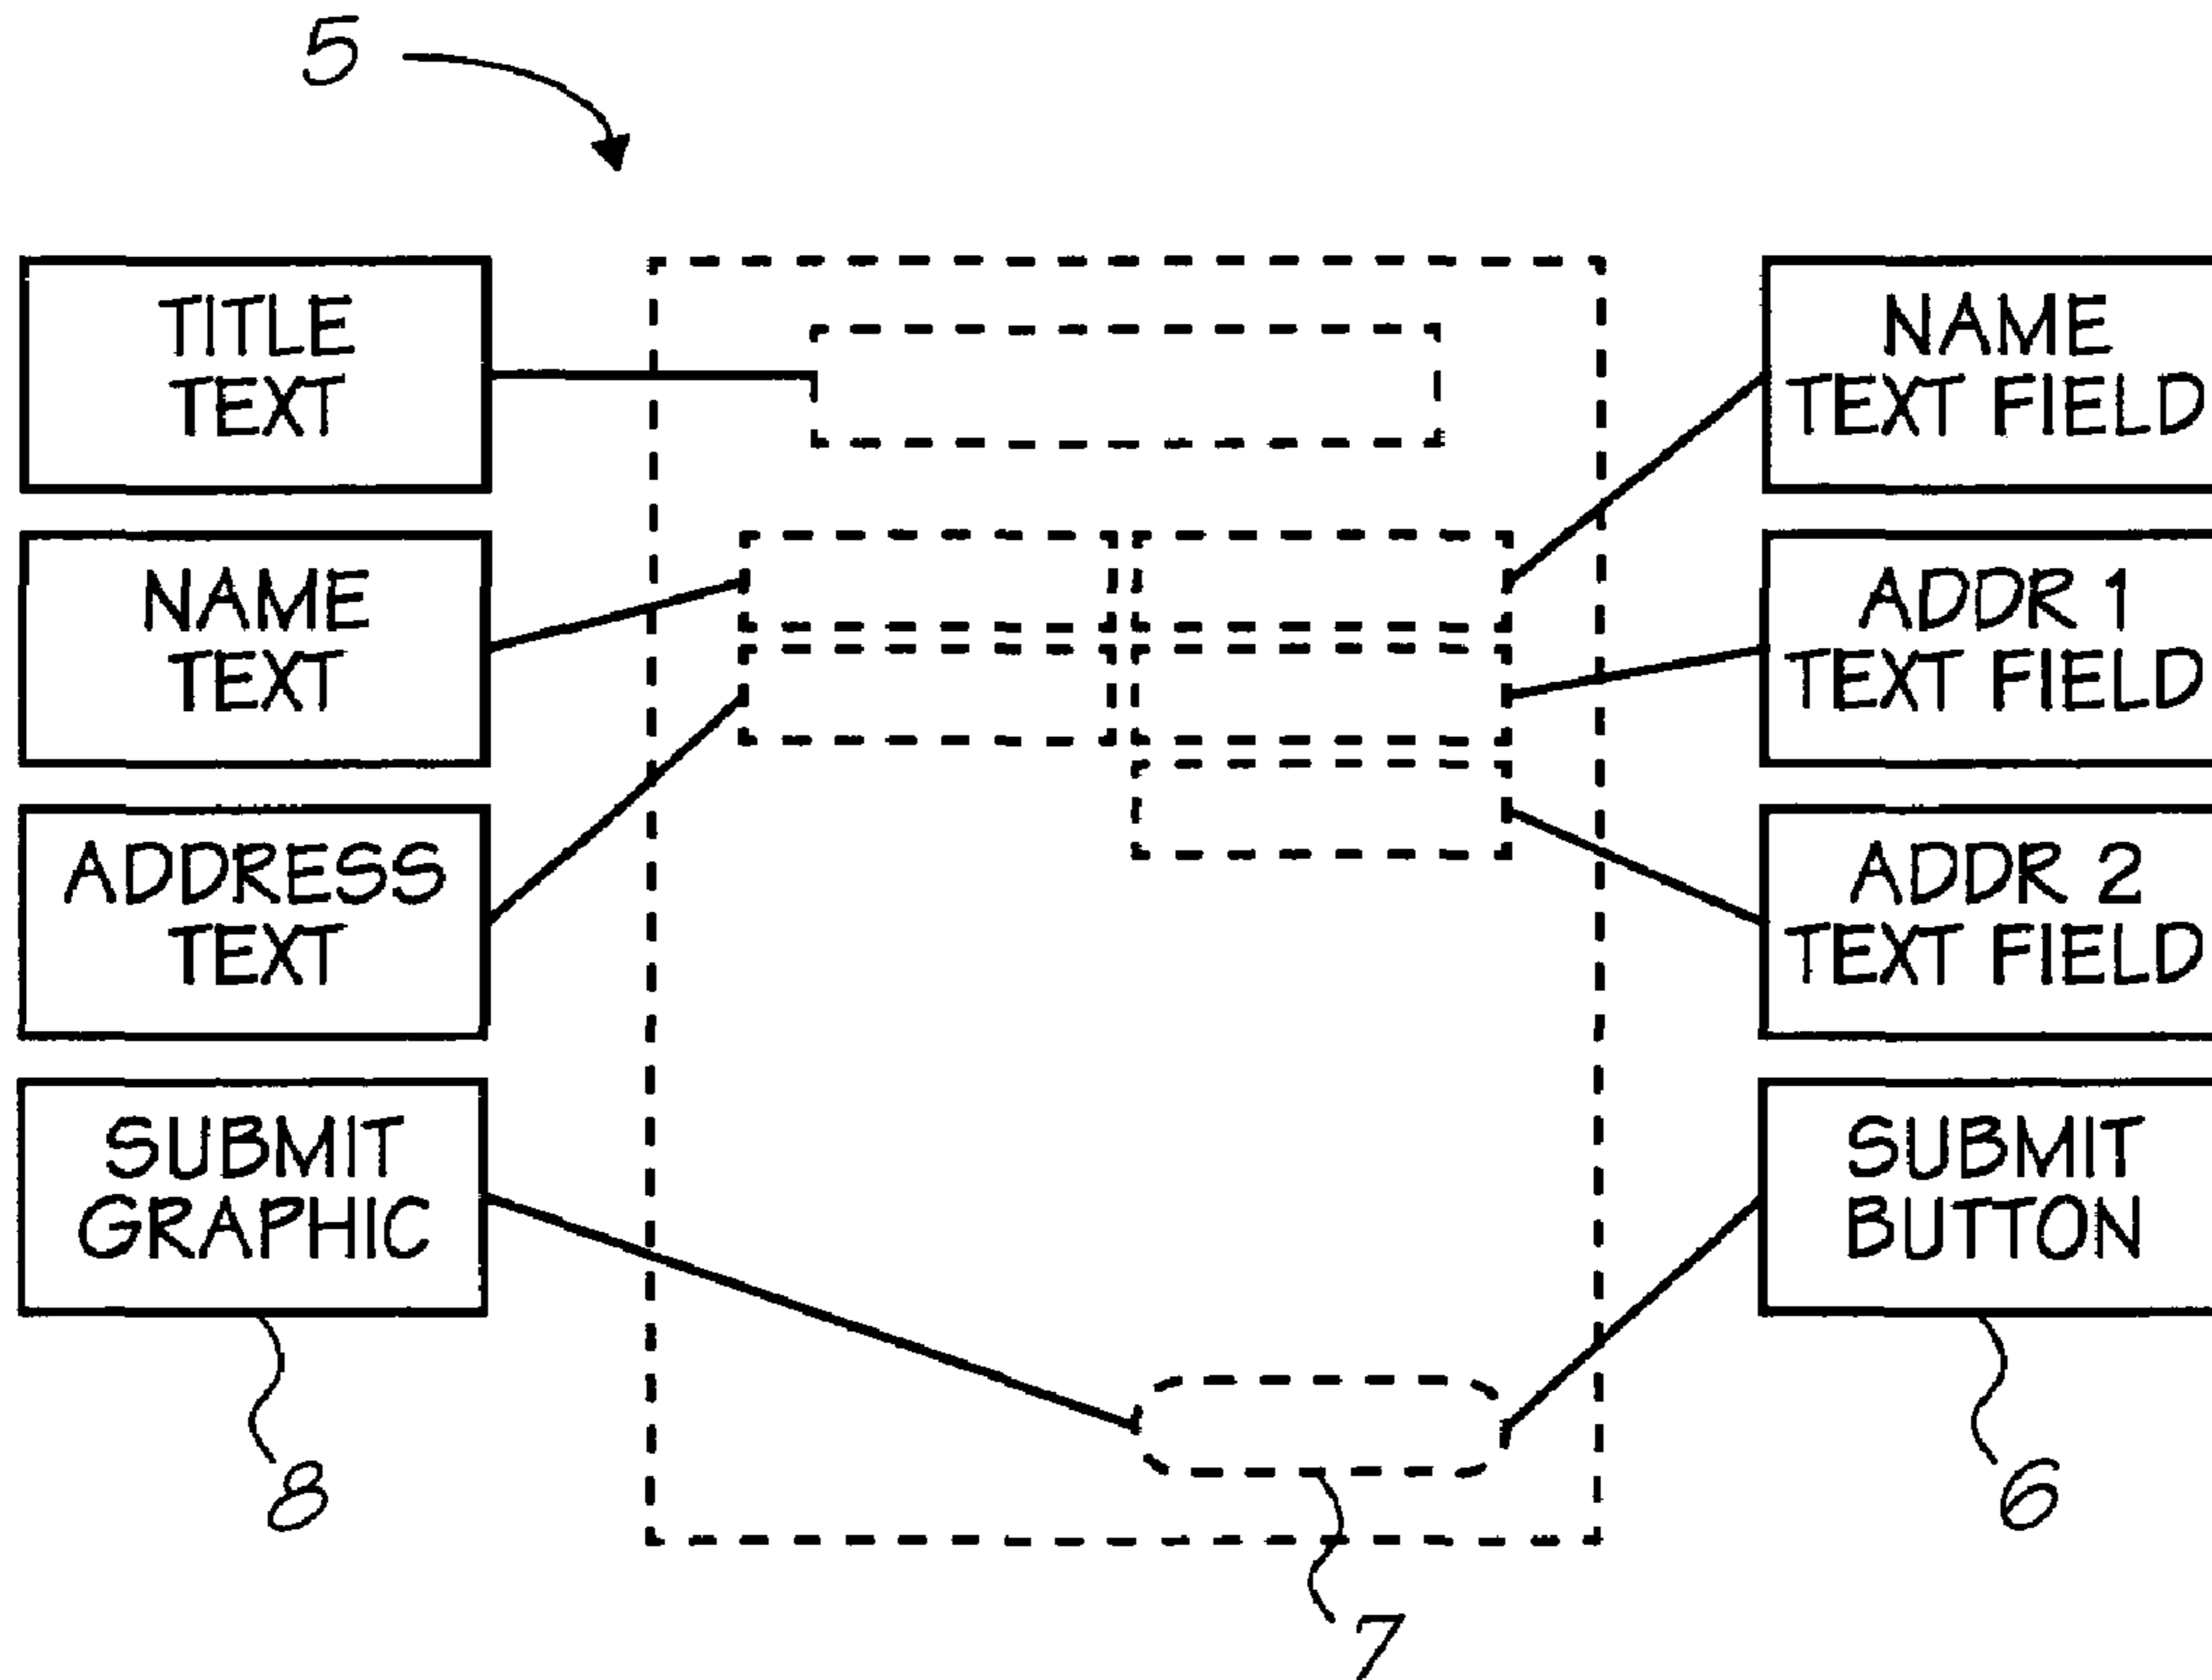 5
TITLE
TEXT
NAME
TEXT
ADDRESS
TEXT
SUBMIT
GRAPHIC
8
NAME
TEXT FIELD
ADDR 1
TEXT FIELD
ADDR 2
TEXT FIELD
SUBMIT
BUTTON
6
7